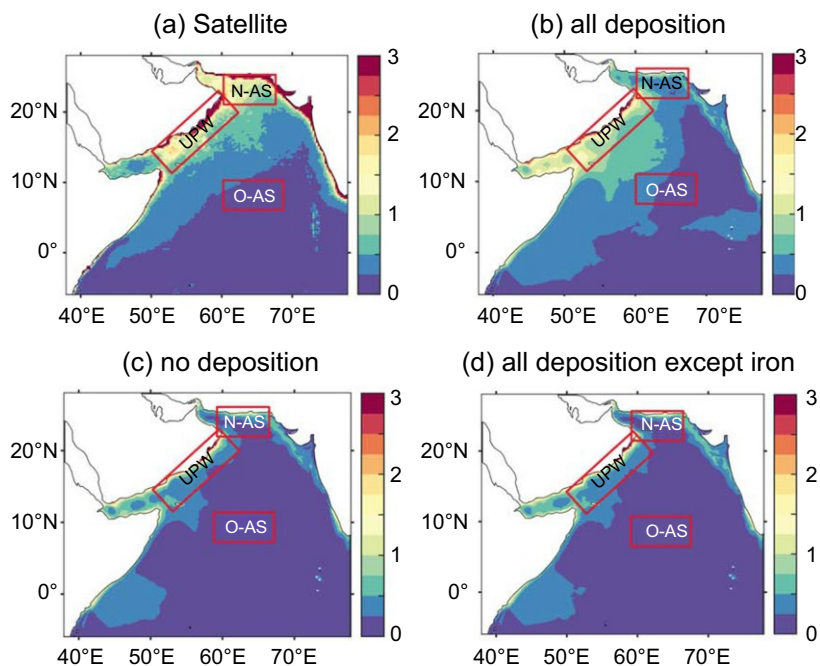 (a) Satellite
(b) all deposition
20°N
10°N
0°
40°E 50°E 60°E 70°E
N-AS
UPW
O-AS
3
2
1
0
20°N
10°N
0°
40°E 50°E 60°E 70°E
N-AS
UPW
O-AS
3
2
1
0
(c) no deposition
(d) all deposition except iron
20°N
10°N
0°
40°E 50°E 60°E 70°E
N-AS
UPW
O-AS
3
2
1
0
20°N
10°N
0°
40°E 50°E 60°E 70°E
N-AS
UPW
O-AS
3
2
1
0